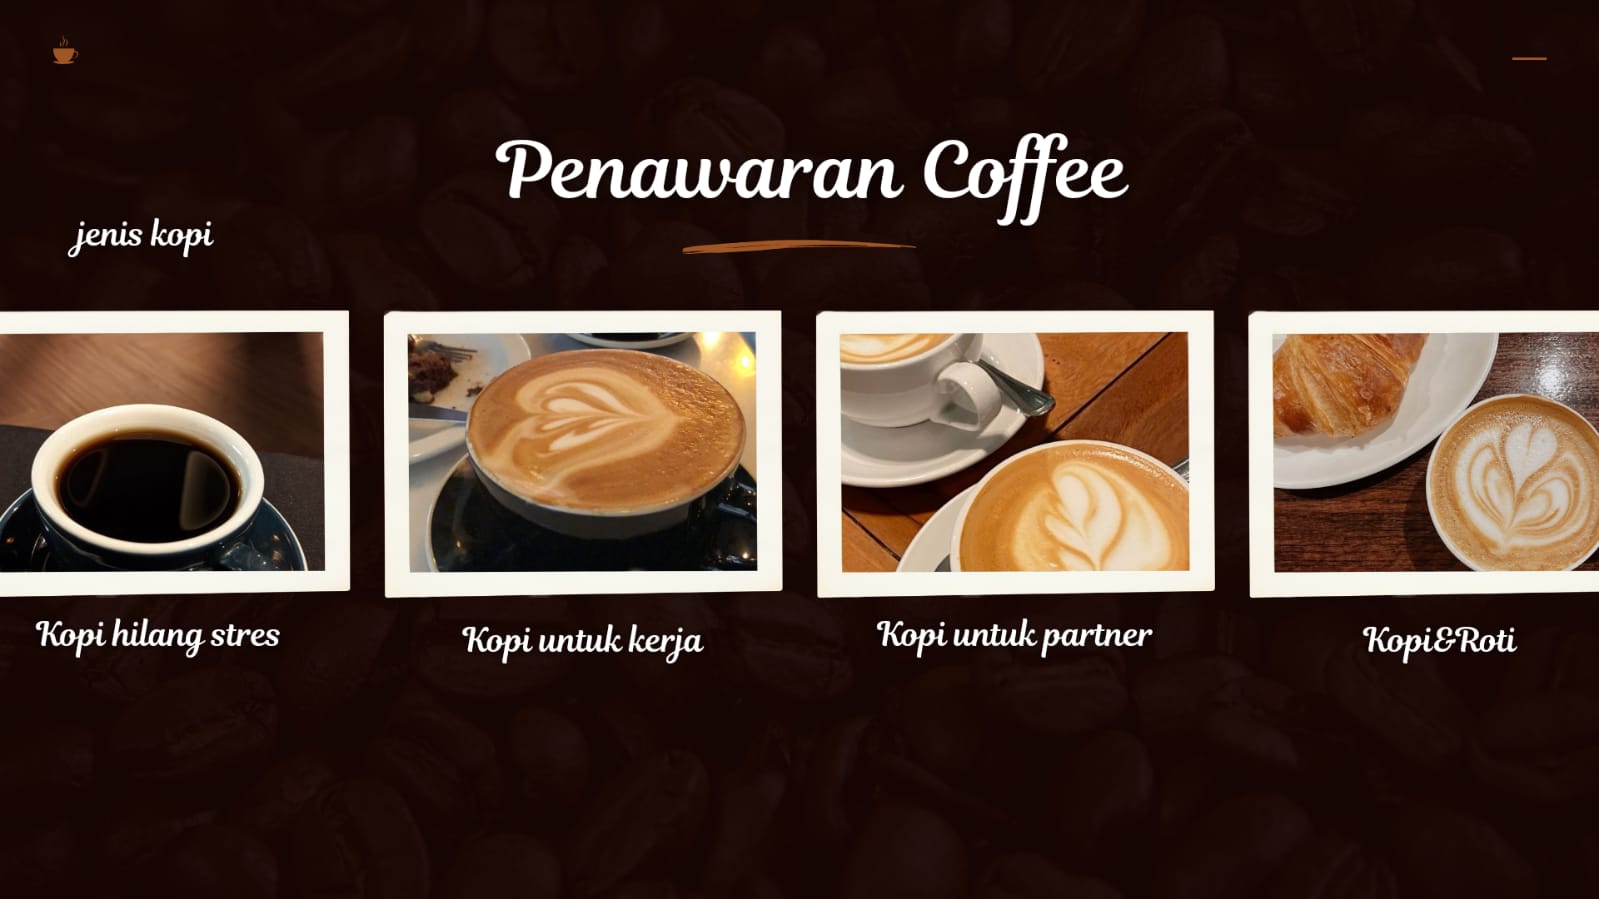 Penawaran Coffee
jenis kopi
Kopi hilang stres
Kopi untuk kerja
Kopi untuk partner
Kopi&Roti